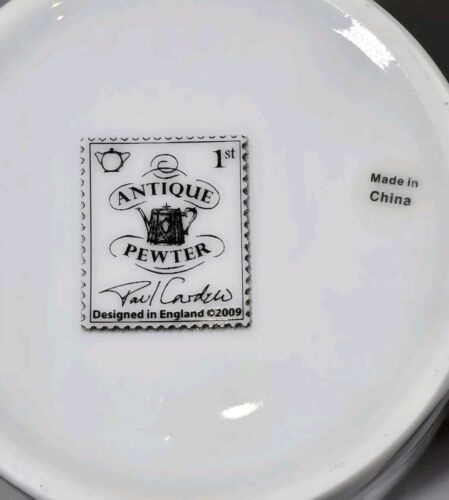 1st
ANTIQUE
PEWTER
Paul Cardew
Designed in England ©2009
Made in
China